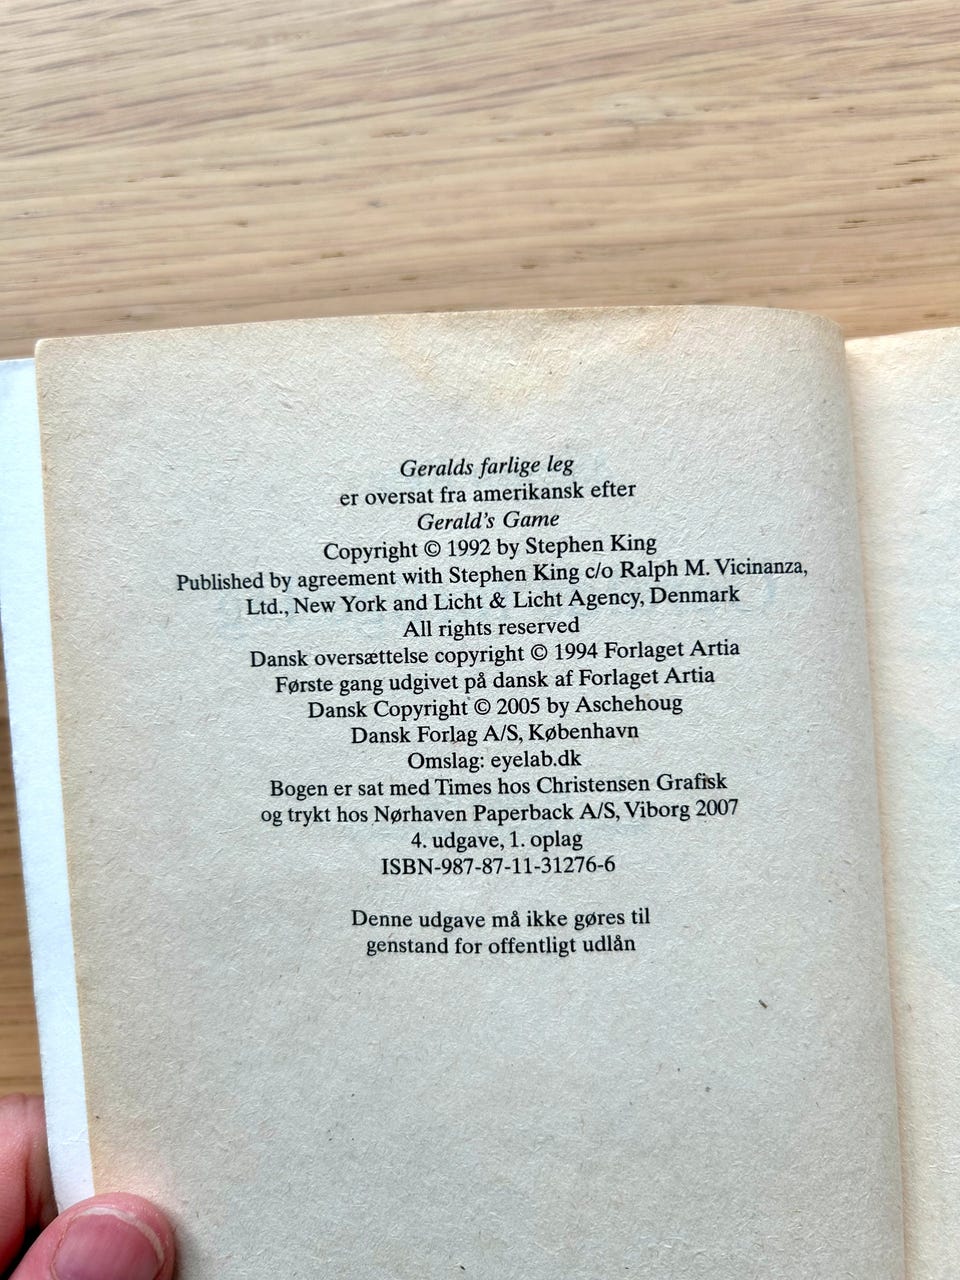 Geralds farlige leg
er oversat fra amerikansk efter
Gerald's Game
Copyright © 1992 by Stephen King
Published by agreement with Stephen King c/o Ralph M. Vicinanza,
Ltd., New York and Licht & Licht Agency, Denmark
All rights reserved
Dansk oversættelse copyright © 1994 Forlaget Artia
Første gang udgivet på dansk af Forlaget Artia
Dansk Copyright © 2005 by Aschehoug
Dansk Forlag A/S, København
Omslag: eyelab.dk
Bogen er sat med Times hos Christensen Grafisk
og trykt hos Nørhaven Paperback A/S, Viborg 2007
4. udgave, 1. oplag
ISBN-987-87-11-31276-6
Denne udgave må ikke gøres til
genstand for offentligt udlån